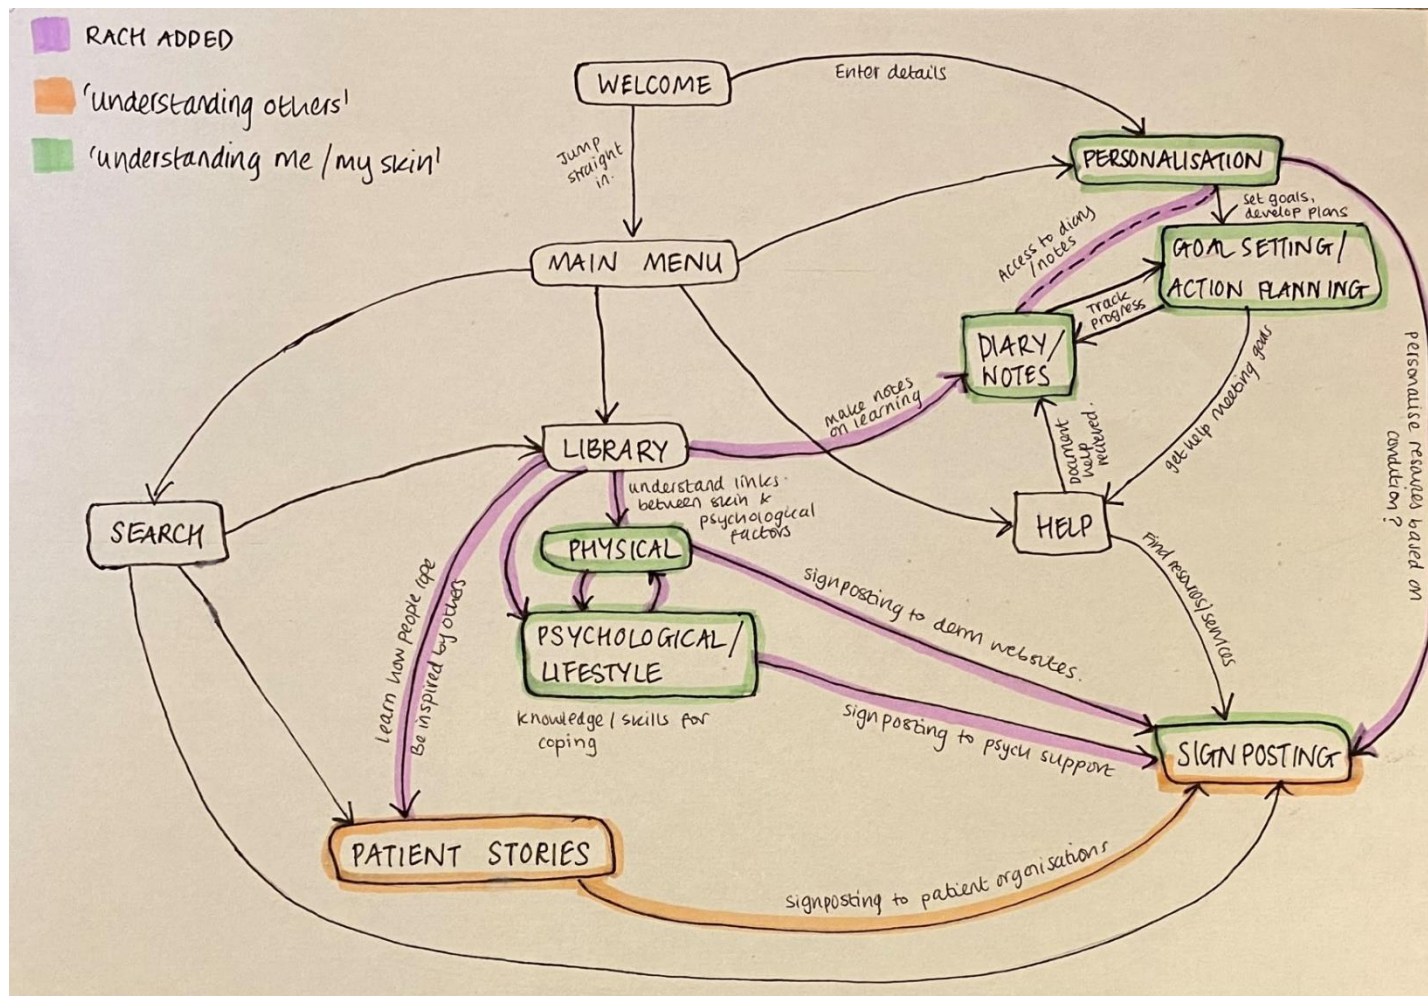 RACH ADDED
'understanding others'
'understanding me / my skin'
WELCOME
Enter details
Jump
straight
in.
PERSONALISATION
MAIN MENU
set goals,
develop plans
Access to diary
/notes
GOAL SETTING/
ACTION PLANNING
Track
progress
DIARY/
NOTES
personalise resources based on
condition?
make notes
on learning
get help meeting goals
Document
help
recieved.
LIBRARY
understand links
between skin &
psychological
factors
SEARCH
HELP
PHYSICAL
Find resources/services
signposting to derm websites.
PSYCHOLOGICAL/
LIFESTYLE
Learn how people cope
Be inspired by others
knowledge / skills for
coping
signposting to psych support
SIGNPOSTING
PATIENT STORIES
signposting to patient organisations